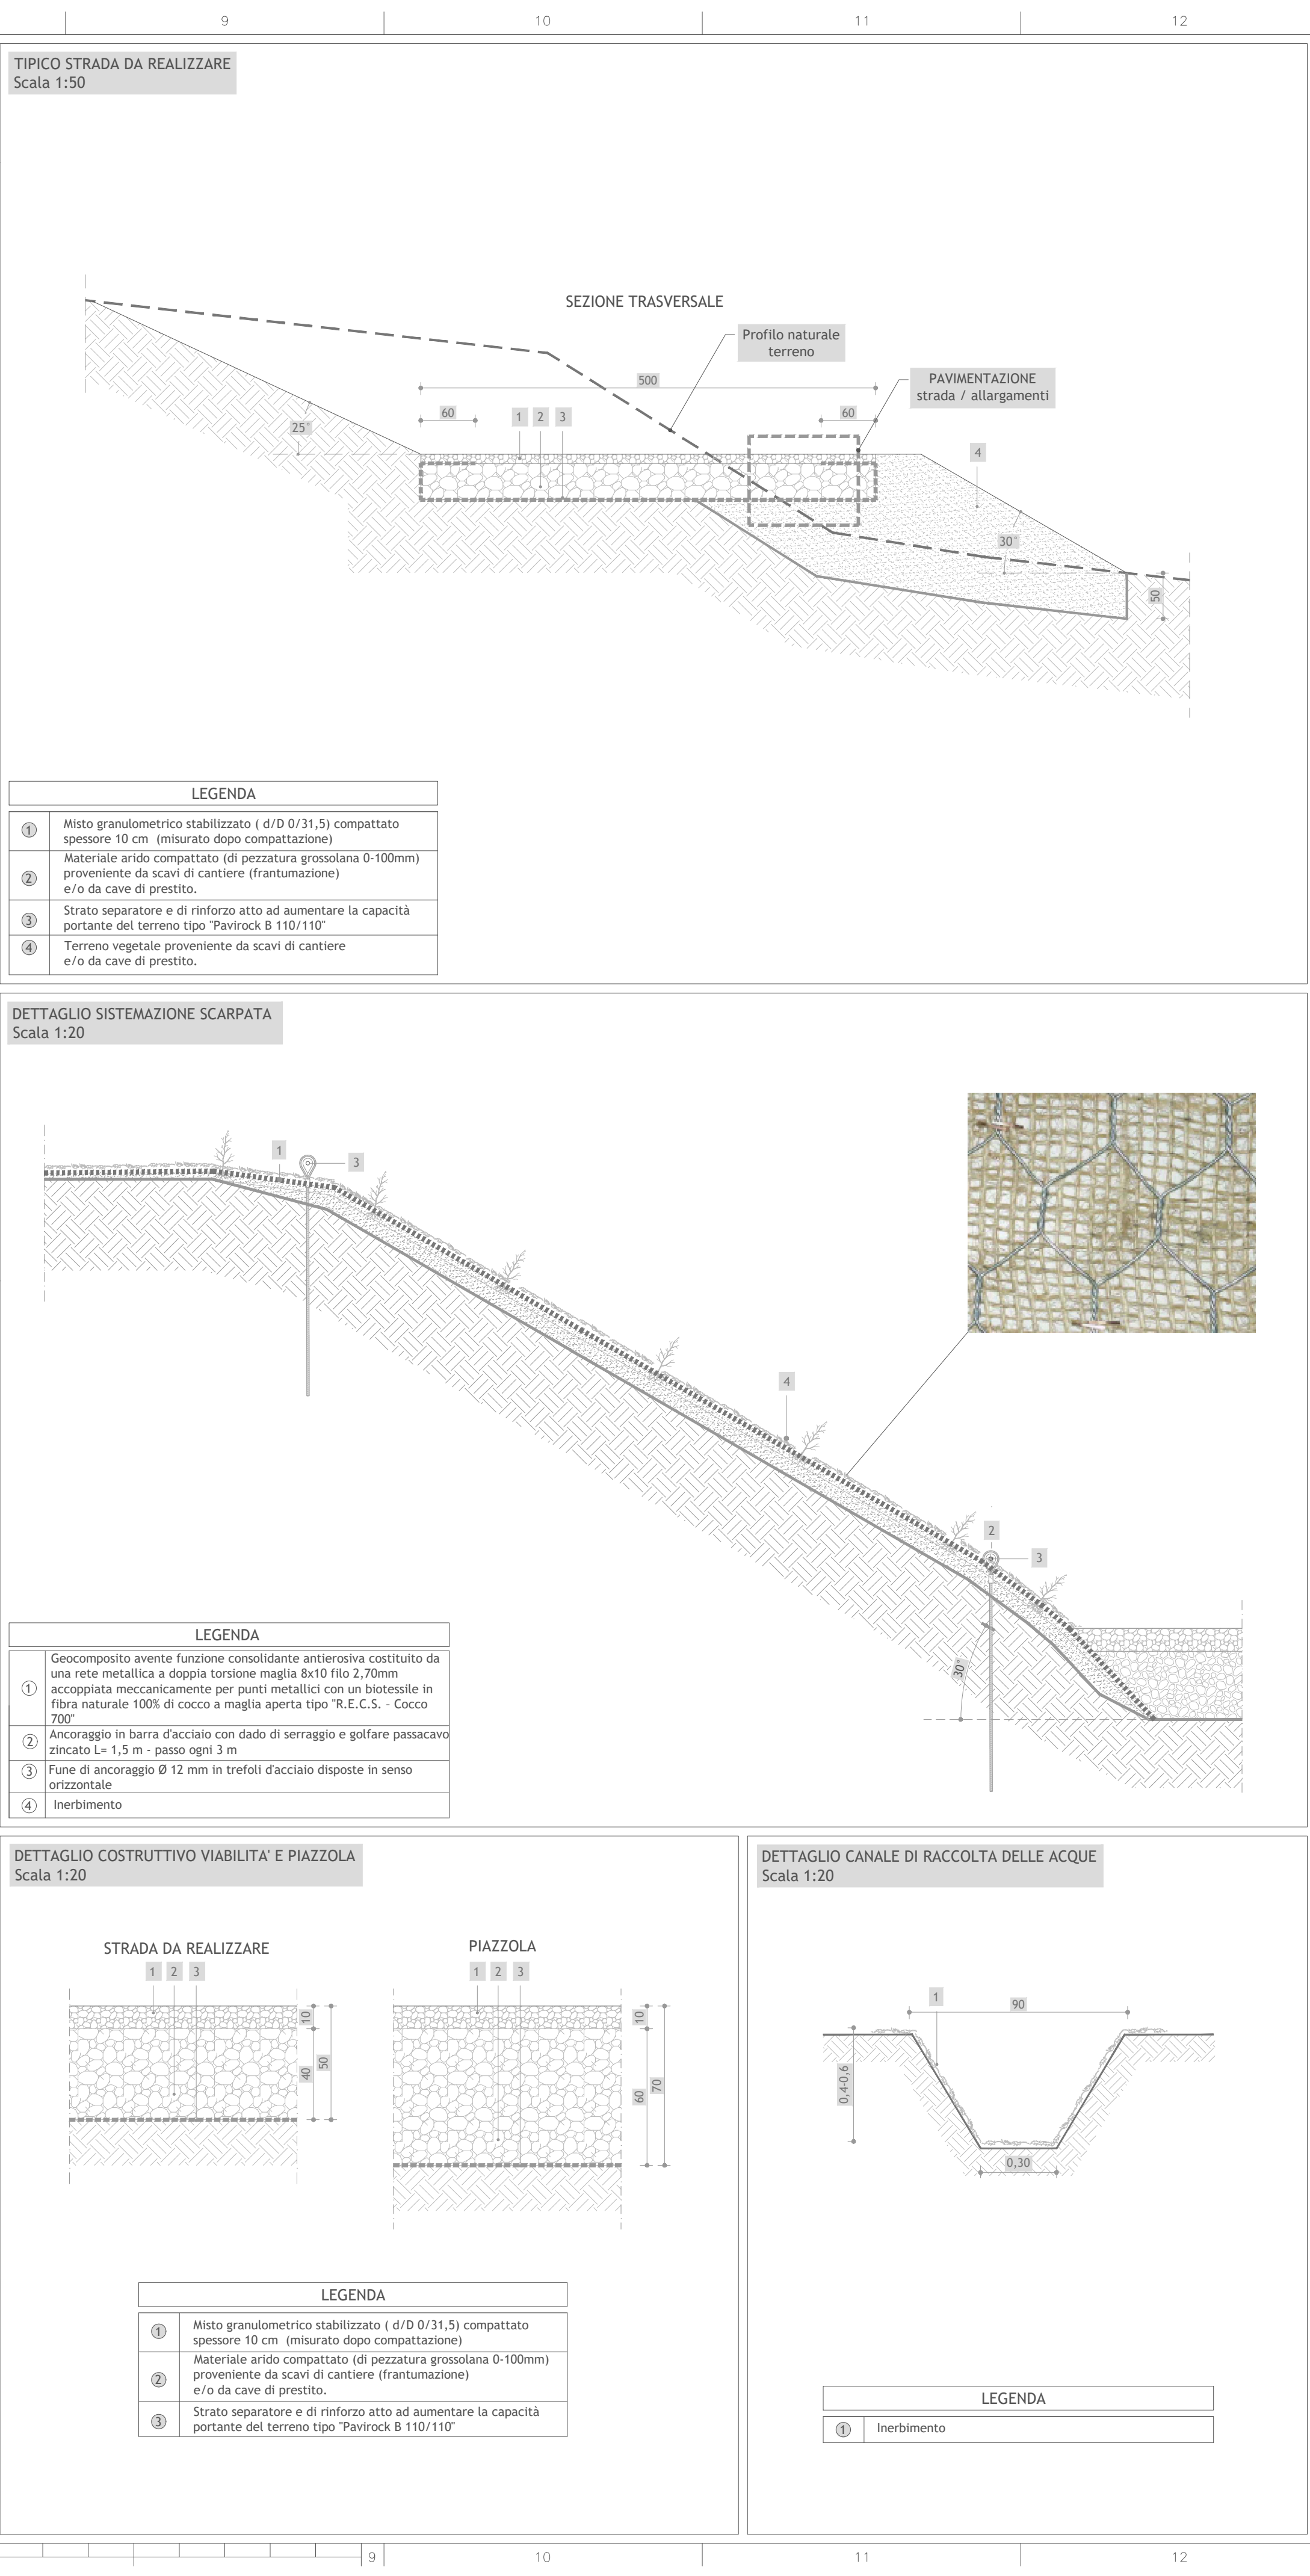 9
10
11
12
TIPICO STRADA DA REALIZZARE
Scala 1:50
SEZIONE TRASVERSALE
Profilo naturale
terreno
PAVIMENTAZIONE
strada / allargamenti
500
60
1
2
3
60
25°
4
30°
50
LEGENDA
1
Misto granulometrico stabilizzato ( d/D 0/31,5) compattato
spessore 10 cm (misurato dopo compattazione)
2
Materiale arido compattato (di pezzatura grossolana 0-100mm)
proveniente da scavi di cantiere (frantumazione)
e/o da cave di prestito.
3
Strato separatore e di rinforzo atto ad aumentare la capacità
portante del terreno tipo "Pavirock B 110/110"
4
Terreno vegetale proveniente da scavi di cantiere
e/o da cave di prestito.
DETTAGLIO SISTEMAZIONE SCARPATA
Scala 1:20
1
3
4
2
3
30°
LEGENDA
1
Geocomposito avente funzione consolidante antierosiva costituito da
una rete metallica a doppia torsione maglia 8x10 filo 2,70mm
accoppiata meccanicamente per punti metallici con un biotessile in
fibra naturale 100% di cocco a maglia aperta tipo "R.E.C.S. - Cocco
700"
2
Ancoraggio in barra d'acciaio con dado di serraggio e golfare passacavo
zincato L= 1,5 m - passo ogni 3 m
3
Fune di ancoraggio Ø 12 mm in trefoli d'acciaio disposte in senso
orizzontale
4
Inerbimento
DETTAGLIO COSTRUTTIVO VIABILITA' E PIAZZOLA
Scala 1:20
STRADA DA REALIZZARE
1
2
3
10
40
50
PIAZZOLA
1
2
3
10
60
70
LEGENDA
1
Misto granulometrico stabilizzato ( d/D 0/31,5) compattato
spessore 10 cm (misurato dopo compattazione)
2
Materiale arido compattato (di pezzatura grossolana 0-100mm)
proveniente da scavi di cantiere (frantumazione)
e/o da cave di prestito.
3
Strato separatore e di rinforzo atto ad aumentare la capacità
portante del terreno tipo "Pavirock B 110/110"
DETTAGLIO CANALE DI RACCOLTA DELLE ACQUE
Scala 1:20
1
90
0,4-0,6
0,30
LEGENDA
1
Inerbimento
9
10
11
12